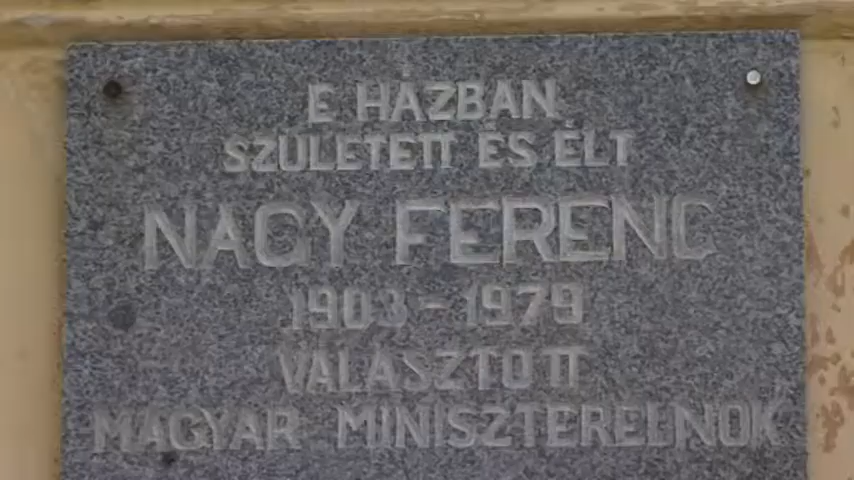 E HÁZBAN
SZÜLETETT ÉS ÉLT
NAGY FERENC
1903 - 1979
VÁLASZTOTT
MAGYAR MINISZTERELNÖK